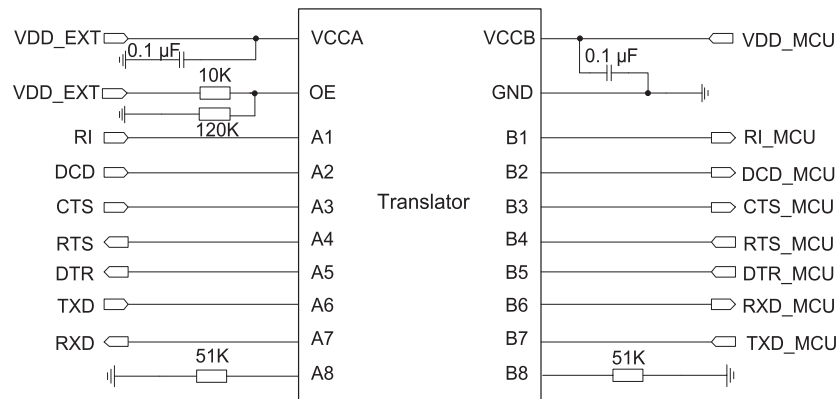 VDD_EXT VCCA VCCB VDD_MCU
0.1 µF 0.1 µF
10K
VDD_EXT OE GND
120K
RI A1 B1 RI_MCU
DCD A2 B2 DCD_MCU
CTS A3 Translator B3 CTS_MCU
RTS A4 B4 RTS_MCU
DTR A5 B5 DTR_MCU
TXD A6 B6 RXD_MCU
RXD A7 B7 TXD_MCU
51K 51K
A8 B8